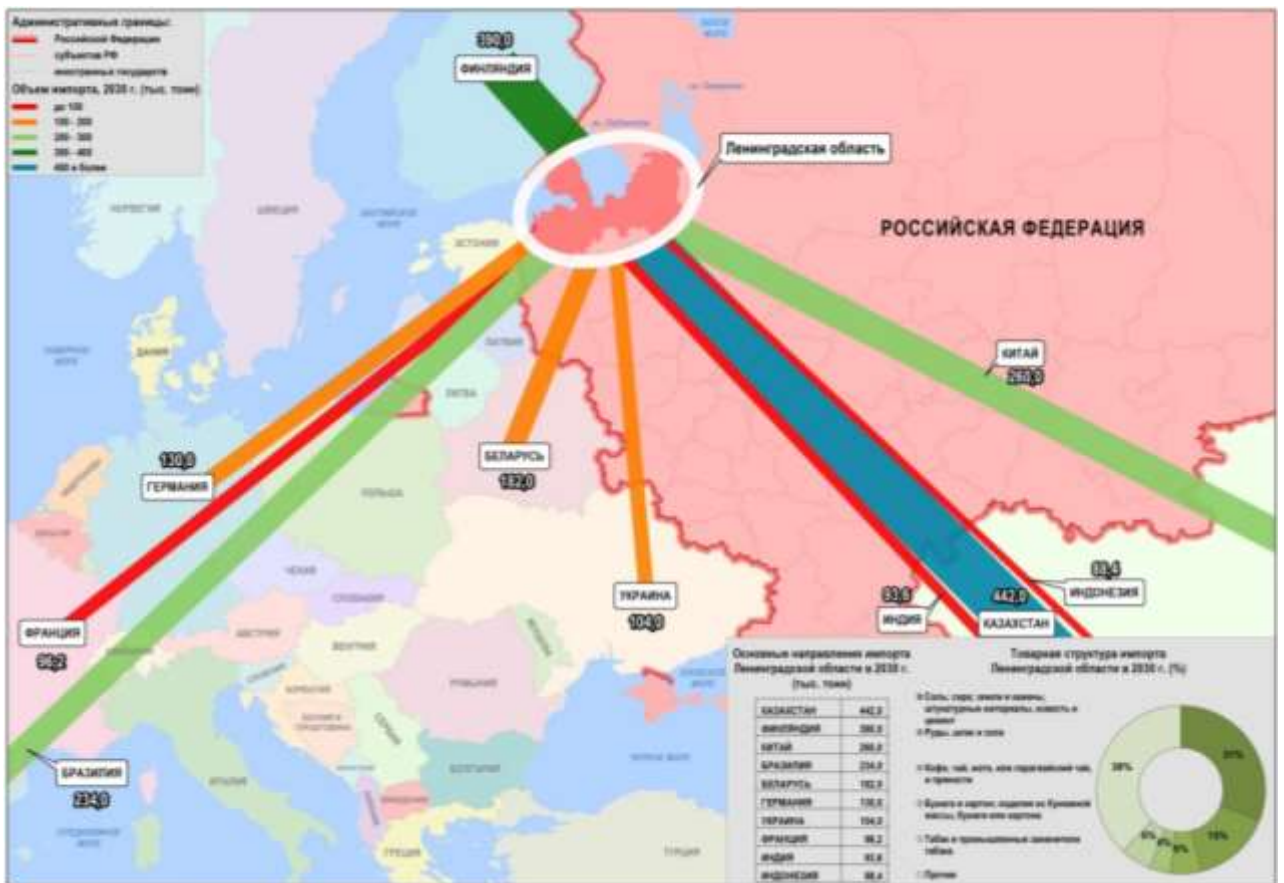 Административные границы:
Российской Федерации
субъектов РФ
иностранных государств
Объем импорта, 2030 г. (тыс. тонн)
до 100
100 - 200
200 - 300
300 - 400
400 и более
390,0
ФИНЛЯНДИЯ
Ленинградская область
РОССИЙСКАЯ ФЕДЕРАЦИЯ
НОРВЕГИЯ
ШВЕЦИЯ
ЭСТОНИЯ
ЛАТВИЯ
ЛИТВА
ДАНИЯ
КИТАЙ
260,0
130,0
ГЕРМАНИЯ
БЕЛАРУСЬ
182,0
ПОЛЬША
ЧЕХИЯ
СЛОВАКИЯ
АВСТРИЯ
ВЕНГРИЯ
РУМЫНИЯ
СЕРБИЯ
БОЛГАРИЯ
ИТАЛИЯ
ГРЕЦИЯ
ТУРЦИЯ
ЧЕРНОЕ МОРЕ
УКРАИНА
104,0
ФРАНЦИЯ
96,2
БРАЗИЛИЯ
234,0
93,6
ИНДИЯ
442,0
КАЗАХСТАН
88,4
ИНДОНЕЗИЯ
Основные направления импорта
Ленинградской области в 2030 г.
(тыс. тонн)
КАЗАХСТАН 442,0
ФИНЛЯНДИЯ 390,0
КИТАЙ 260,0
БРАЗИЛИЯ 234,0
БЕЛАРУСЬ 182,0
ГЕРМАНИЯ 130,0
УКРАИНА 104,0
ФРАНЦИЯ 96,2
ИНДИЯ 93,6
ИНДОНЕЗИЯ 88,4
Товарная структура импорта
Ленинградской области в 2030 г. (%)
Соль; сера; земли и камень;
штукатурные материалы, известь и
цемент
Руды, шлак и зола
Кофе, чай, мате, или парагвайский чай,
и пряности
Бумага и картон; изделия из бумажной
массы, бумаги или картона
Табак и промышленные заменители
табака
Прочее
38%
31%
15%